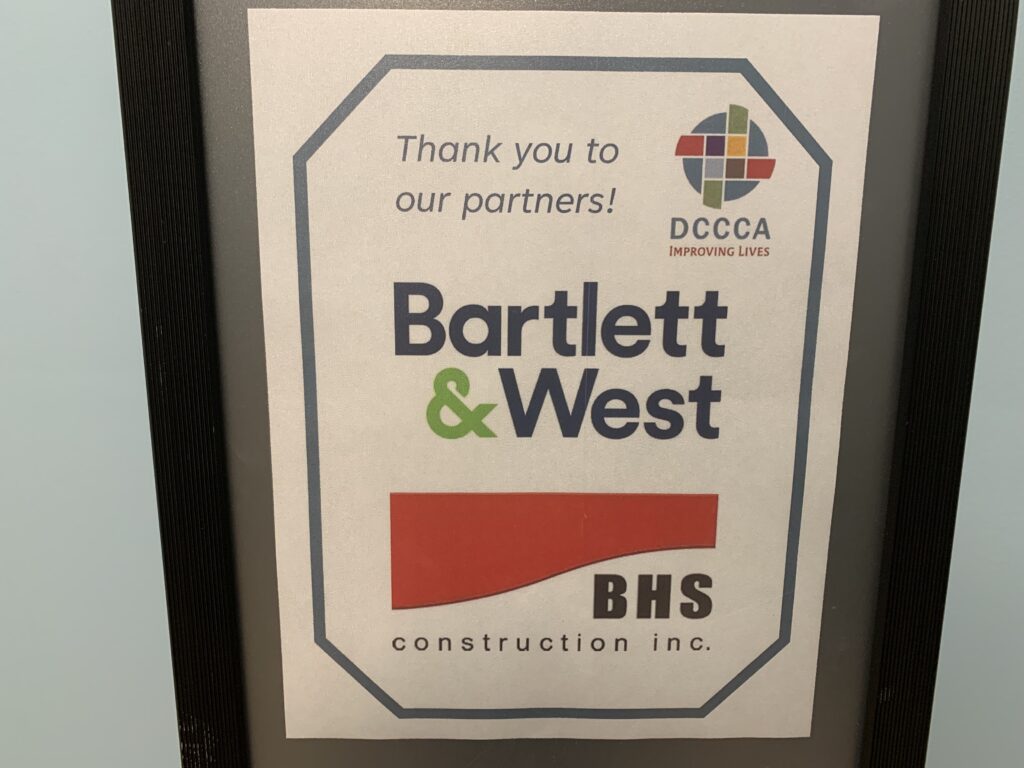 Thank you to
our partners!
DCCCA
IMPROVING LIVES
Bartlett
&West
BHS
construction inc.